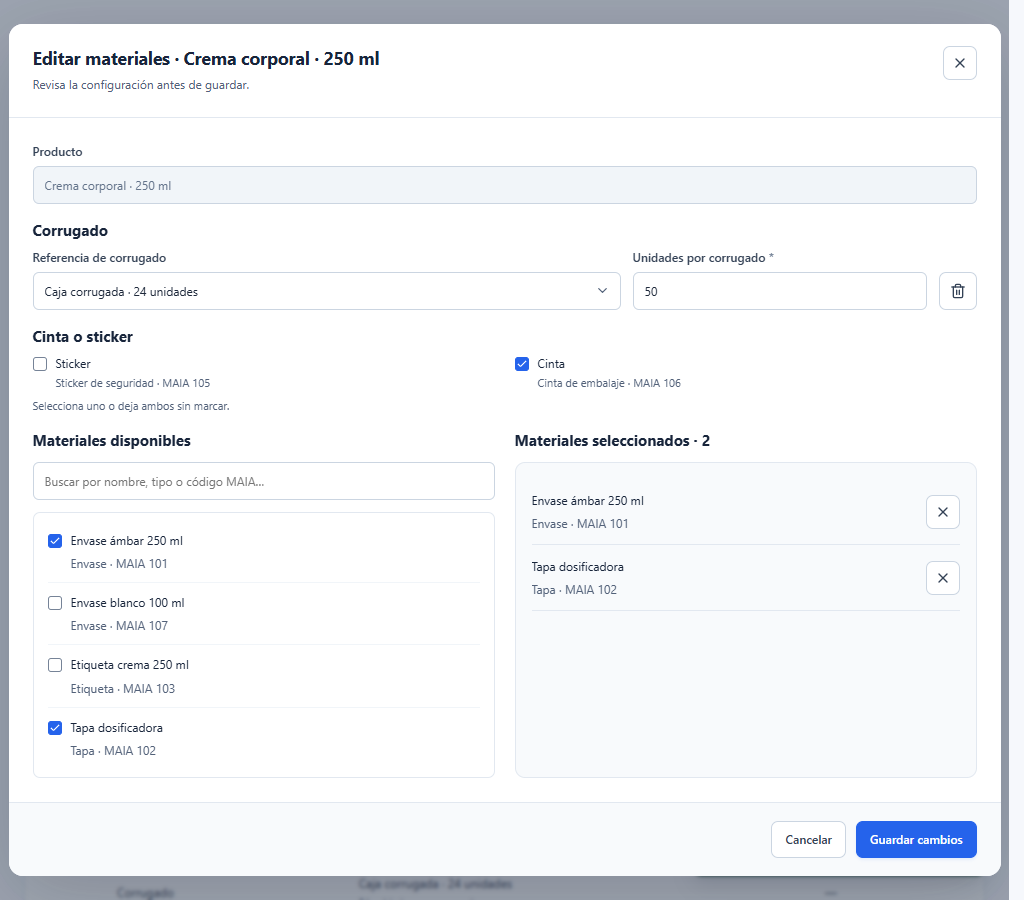 Editar materiales · Crema corporal · 250 ml
Revisa la configuración antes de guardar.
Producto
Crema corporal · 250 ml
Corrugado
Referencia de corrugado
Unidades por corrugado *
Caja corrugada · 24 unidades
50
Cinta o sticker
Sticker
Sticker de seguridad · MAIA 105
Cinta
Cinta de embalaje · MAIA 106
Selecciona uno o deja ambos sin marcar.
Materiales disponibles
Buscar por nombre, tipo o código MAIA...
Envase ámbar 250 ml
Envase · MAIA 101
Envase blanco 100 ml
Envase · MAIA 107
Etiqueta crema 250 ml
Etiqueta · MAIA 103
Tapa dosificadora
Tapa · MAIA 102
Materiales seleccionados · 2
Envase ámbar 250 ml
Envase · MAIA 101
Tapa dosificadora
Tapa · MAIA 102
Cancelar
Guardar cambios
Corrugado
Caja corrugada · 24 unidades